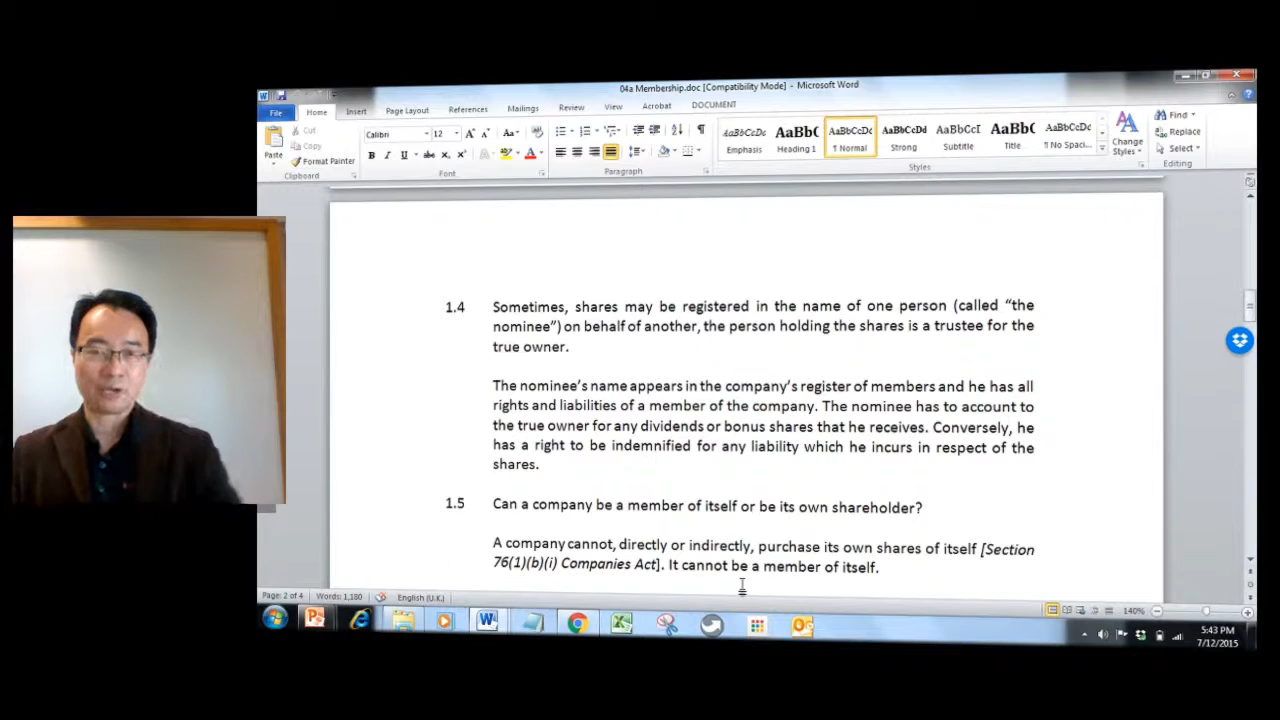 04a Membership.doc [Compatibility Mode] - Microsoft Word
File Home Insert Page Layout References Mailings Review View Acrobat DOCUMENT
Paste
Cut
Copy
Format Painter
Clipboard
Calibri 12
Font
Paragraph
AaBbCcDc AaBbC AaBbCcDc AaBbCcDd AaBbCcI AaBbC AaBbCcDc
Emphasis Heading 1 ¶ Normal Strong Subtitle Title ¶ No Spaci...
Styles
Change Styles
Find
Replace
Select
Editing
1.4 Sometimes, shares may be registered in the name of one person (called “the
nominee”) on behalf of another, the person holding the shares is a trustee for the
true owner.
The nominee’s name appears in the company’s register of members and he has all
rights and liabilities of a member of the company. The nominee has to account to
the true owner for any dividends or bonus shares that he receives. Conversely, he
has a right to be indemnified for any liability which he incurs in respect of the
shares.
1.5 Can a company be a member of itself or be its own shareholder?
A company cannot, directly or indirectly, purchase its own shares of itself [Section
76(1)(b)(i) Companies Act]. It cannot be a member of itself.
Page: 2 of 4 Words: 1,180 English (U.K.) 140%
5:43 PM
7/12/2015